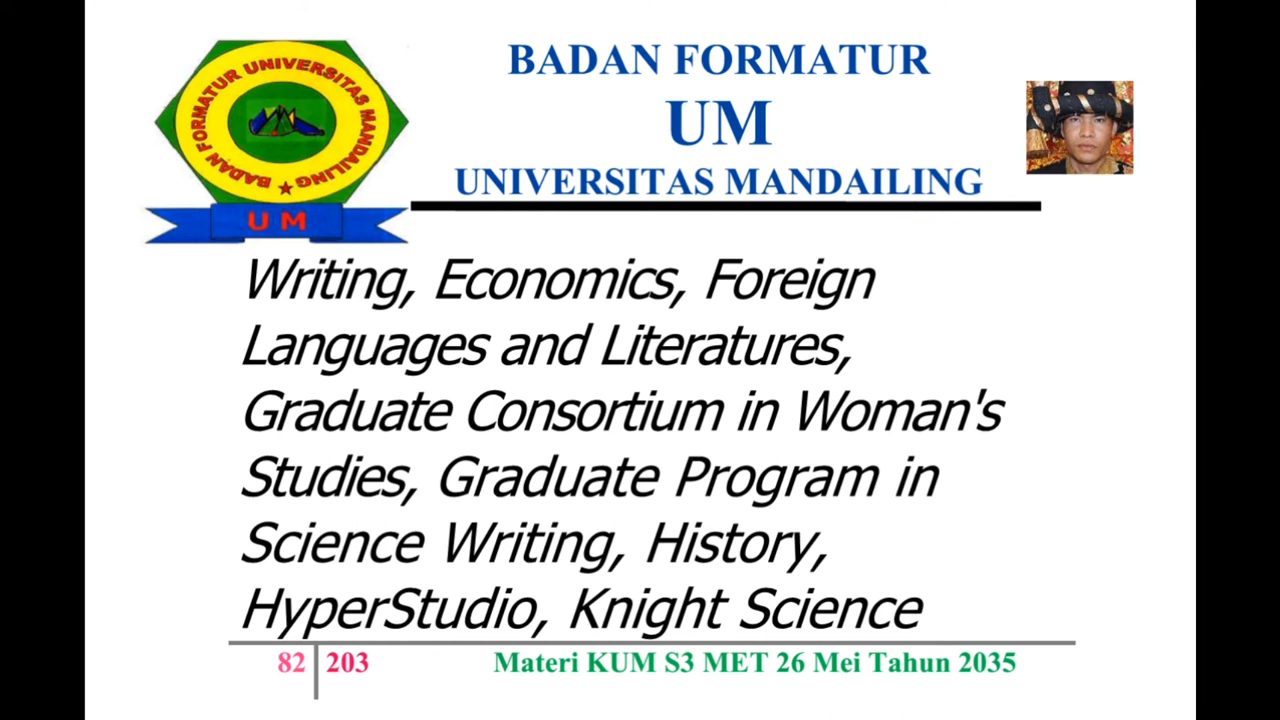 BADAN FORMATUR UNIVERSITAS MANDAILING
U M
BADAN FORMATUR
UM
UNIVERSITAS MANDAILING
Writing, Economics, Foreign
Languages and Literatures,
Graduate Consortium in Woman's
Studies, Graduate Program in
Science Writing, History,
HyperStudio, Knight Science
82 203
Materi KUM S3 MET 26 Mei Tahun 2035